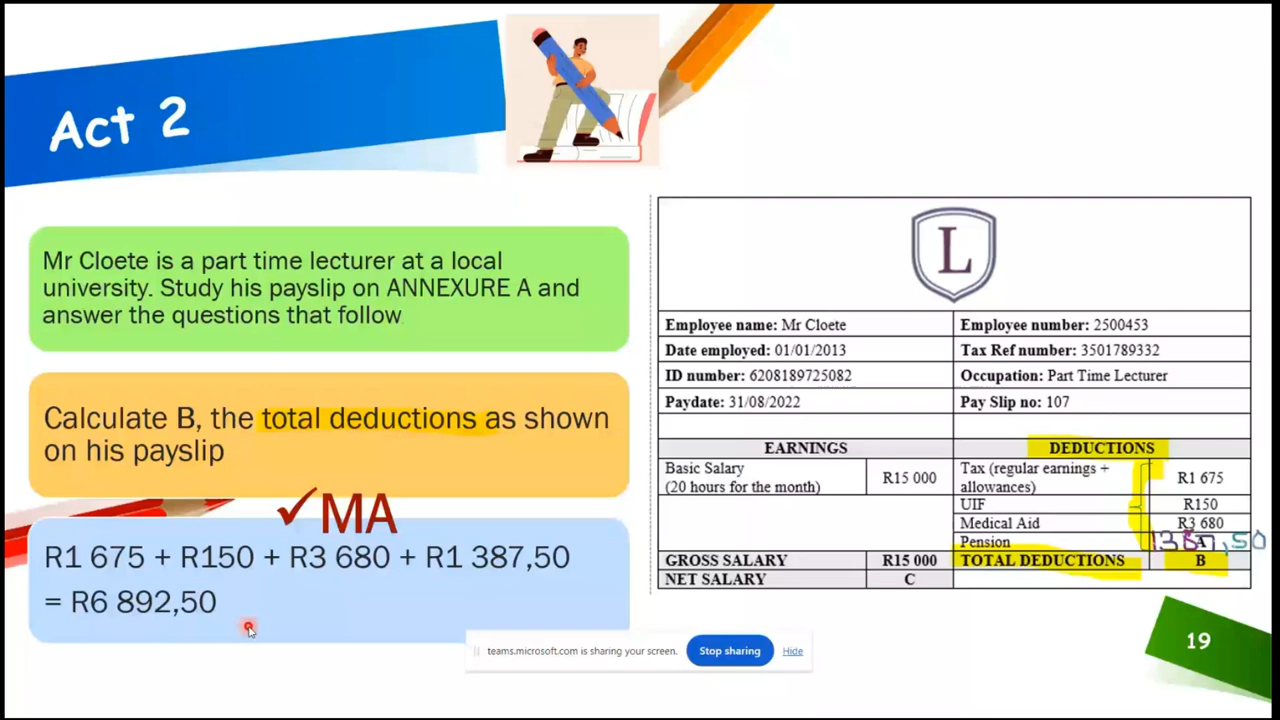 Act 2
Mr Cloete is a part time lecturer at a local
university. Study his payslip on ANNEXURE A and
answer the questions that follow
Calculate B, the total deductions as shown
on his payslip
✓MA
R1 675 + R150 + R3 680 + R1 387,50
= R6 892,50
L
Employee name: Mr Cloete Employee number: 2500453
Date employed: 01/01/2013 Tax Ref number: 3501789332
ID number: 6208189725082 Occupation: Part Time Lecturer
Paydate: 31/08/2022 Pay Slip no: 107
EARNINGS DEDUCTIONS
Basic Salary
(20 hours for the month) R15 000 Tax (regular earnings +
allowances) R1 675
UIF R150
Medical Aid R3 680
Pension A 1387,50
GROSS SALARY R15 000 TOTAL DEDUCTIONS B
NET SALARY C
teams.microsoft.com is sharing your screen. Stop sharing Hide
19